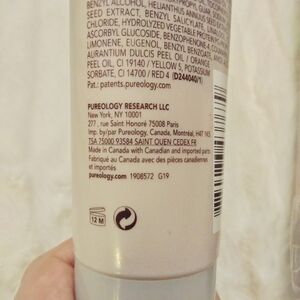 BENZYL ALCOHOL, HELIANTHUS ANNUUS
SEED EXTRACT, BENZYL SALICYLATE,
CHLORIDE, HYDROLYZED VEGETABLE PROTEIN
ASCORBYL GLUCOSIDE, BENZOPHENONE-4,
LIMONENE, EUGENOL, BENZYL BENZOATE,
AURANTIUM DULCIS PEEL OIL / ORANGE
PEEL OIL, CI 19140 / YELLOW 5, POTASSIUM
SORBATE, CI 14700 / RED 4 (D244040/1)
Pat.: patents.pureology.com
PUREOLOGY RESEARCH LLC
New York, NY 10001
277, rue Saint Honoré 75008 Paris
Imp. by/par Pureology, Canada, Montréal,
TSA 75000 93584 SAINT OUEN CEDEX FR
Made in Canada with Canadian and imported parts
Fabriqué au Canada avec des pièces canadiennes
et importées
pureology.com 1908572 G19
12 M